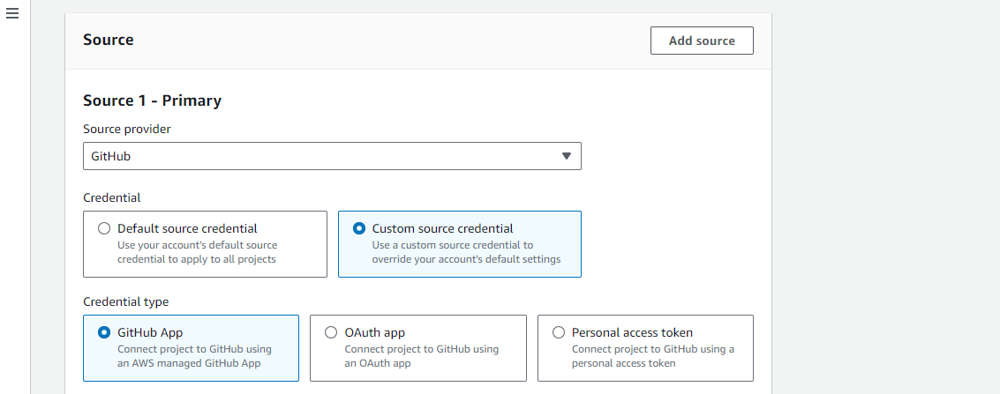 Source
Add source
Source 1 - Primary
Source provider
GitHub
Credential
Default source credential
Use your account's default source
credential to apply to all projects
Custom source credential
Use a custom source credential to
override your account's default settings
Credential type
GitHub App
Connect project to GitHub using
an AWS managed GitHub App
OAuth app
Connect project to GitHub using
an OAuth app
Personal access token
Connect project to GitHub using a
personal access token